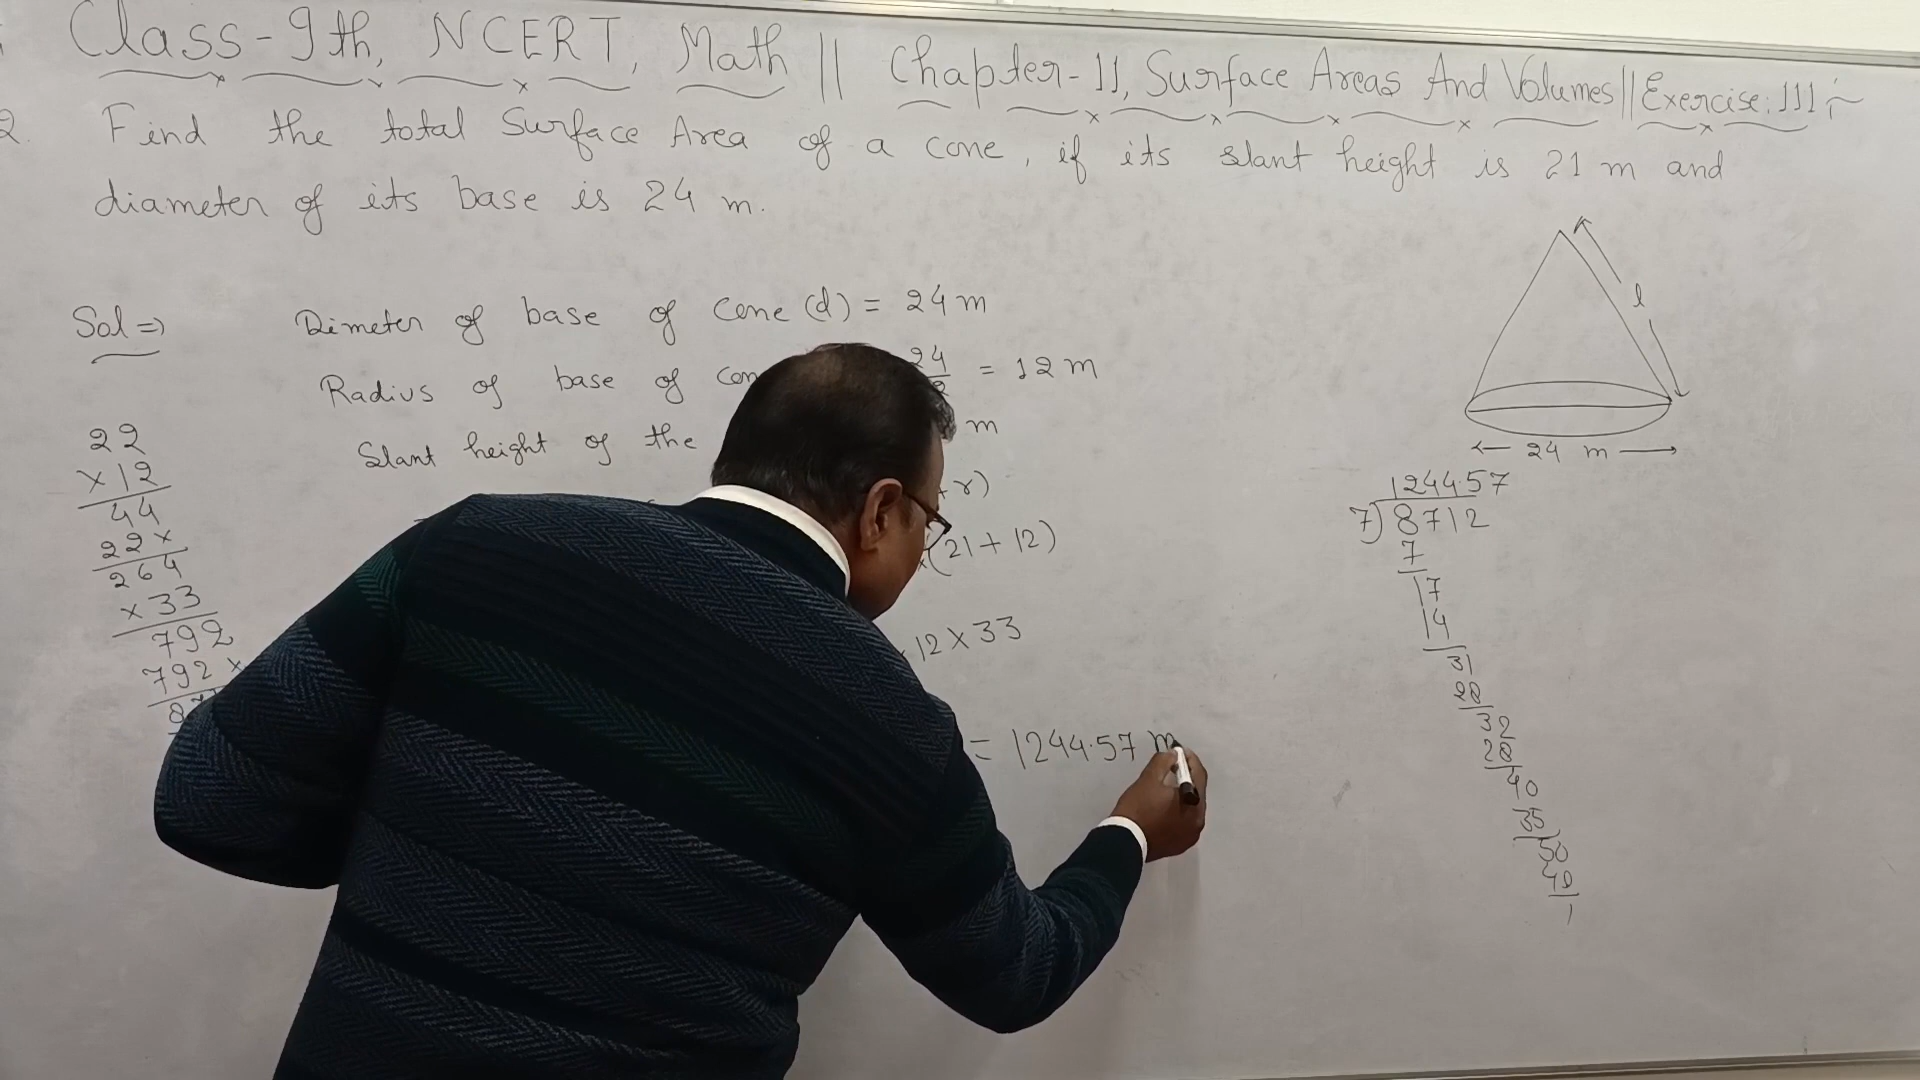 Class-9th, NCERT, Math || Chapter-11, Surface Areas And Volumes || Exercise: 11.1 :~
2. Find the total Surface Area of a cone, if its slant height is 21 m and
diameter of its base is 24 m.
Sol =>
Dimeter of base of Cone (d) = 24 m
Radius of base of 24 = 12 m
Slant height of the m
r)
(21 + 12)
12 × 33
= 1244.57 m
22
× 12
44
22×
264
× 33
792
792×
l
← 24 m →
1244.57
7) 8712
7
17
14
31
28
32
28
40
35
50
49
1